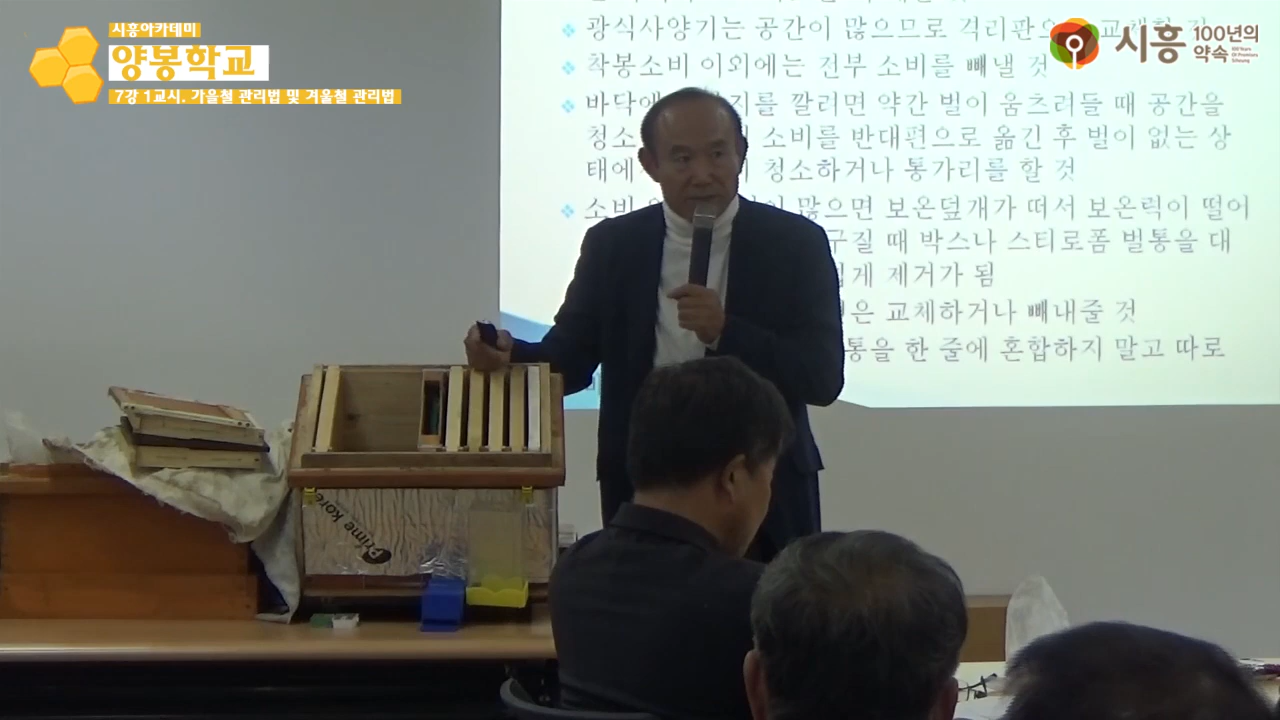 시흥아카데미
양봉학교
7강 1교시. 가을철 관리법 및 겨울철 관리법
시흥 100년의
약속
광식사양기는 공간이 많으므로 격리판으
착봉소비 이외에는 전부 소비를 빼낼 것
바닥에 지를 깔리면 약간 벌이 움츠러들 때 공간을
청소 소비를 반대편으로 옮긴 후 벌이 없는 상
태에 청소하거나 통가리를 할 것
소비 많으면 보온덮개가 떠서 보온력이 떨어
구질 때 박스나 스티로폼 벌통을 대
게 제거가 됨
은 교체하거나 빼내줄 것
통을 한 줄에 혼합하지 말고 따로
Prime kore